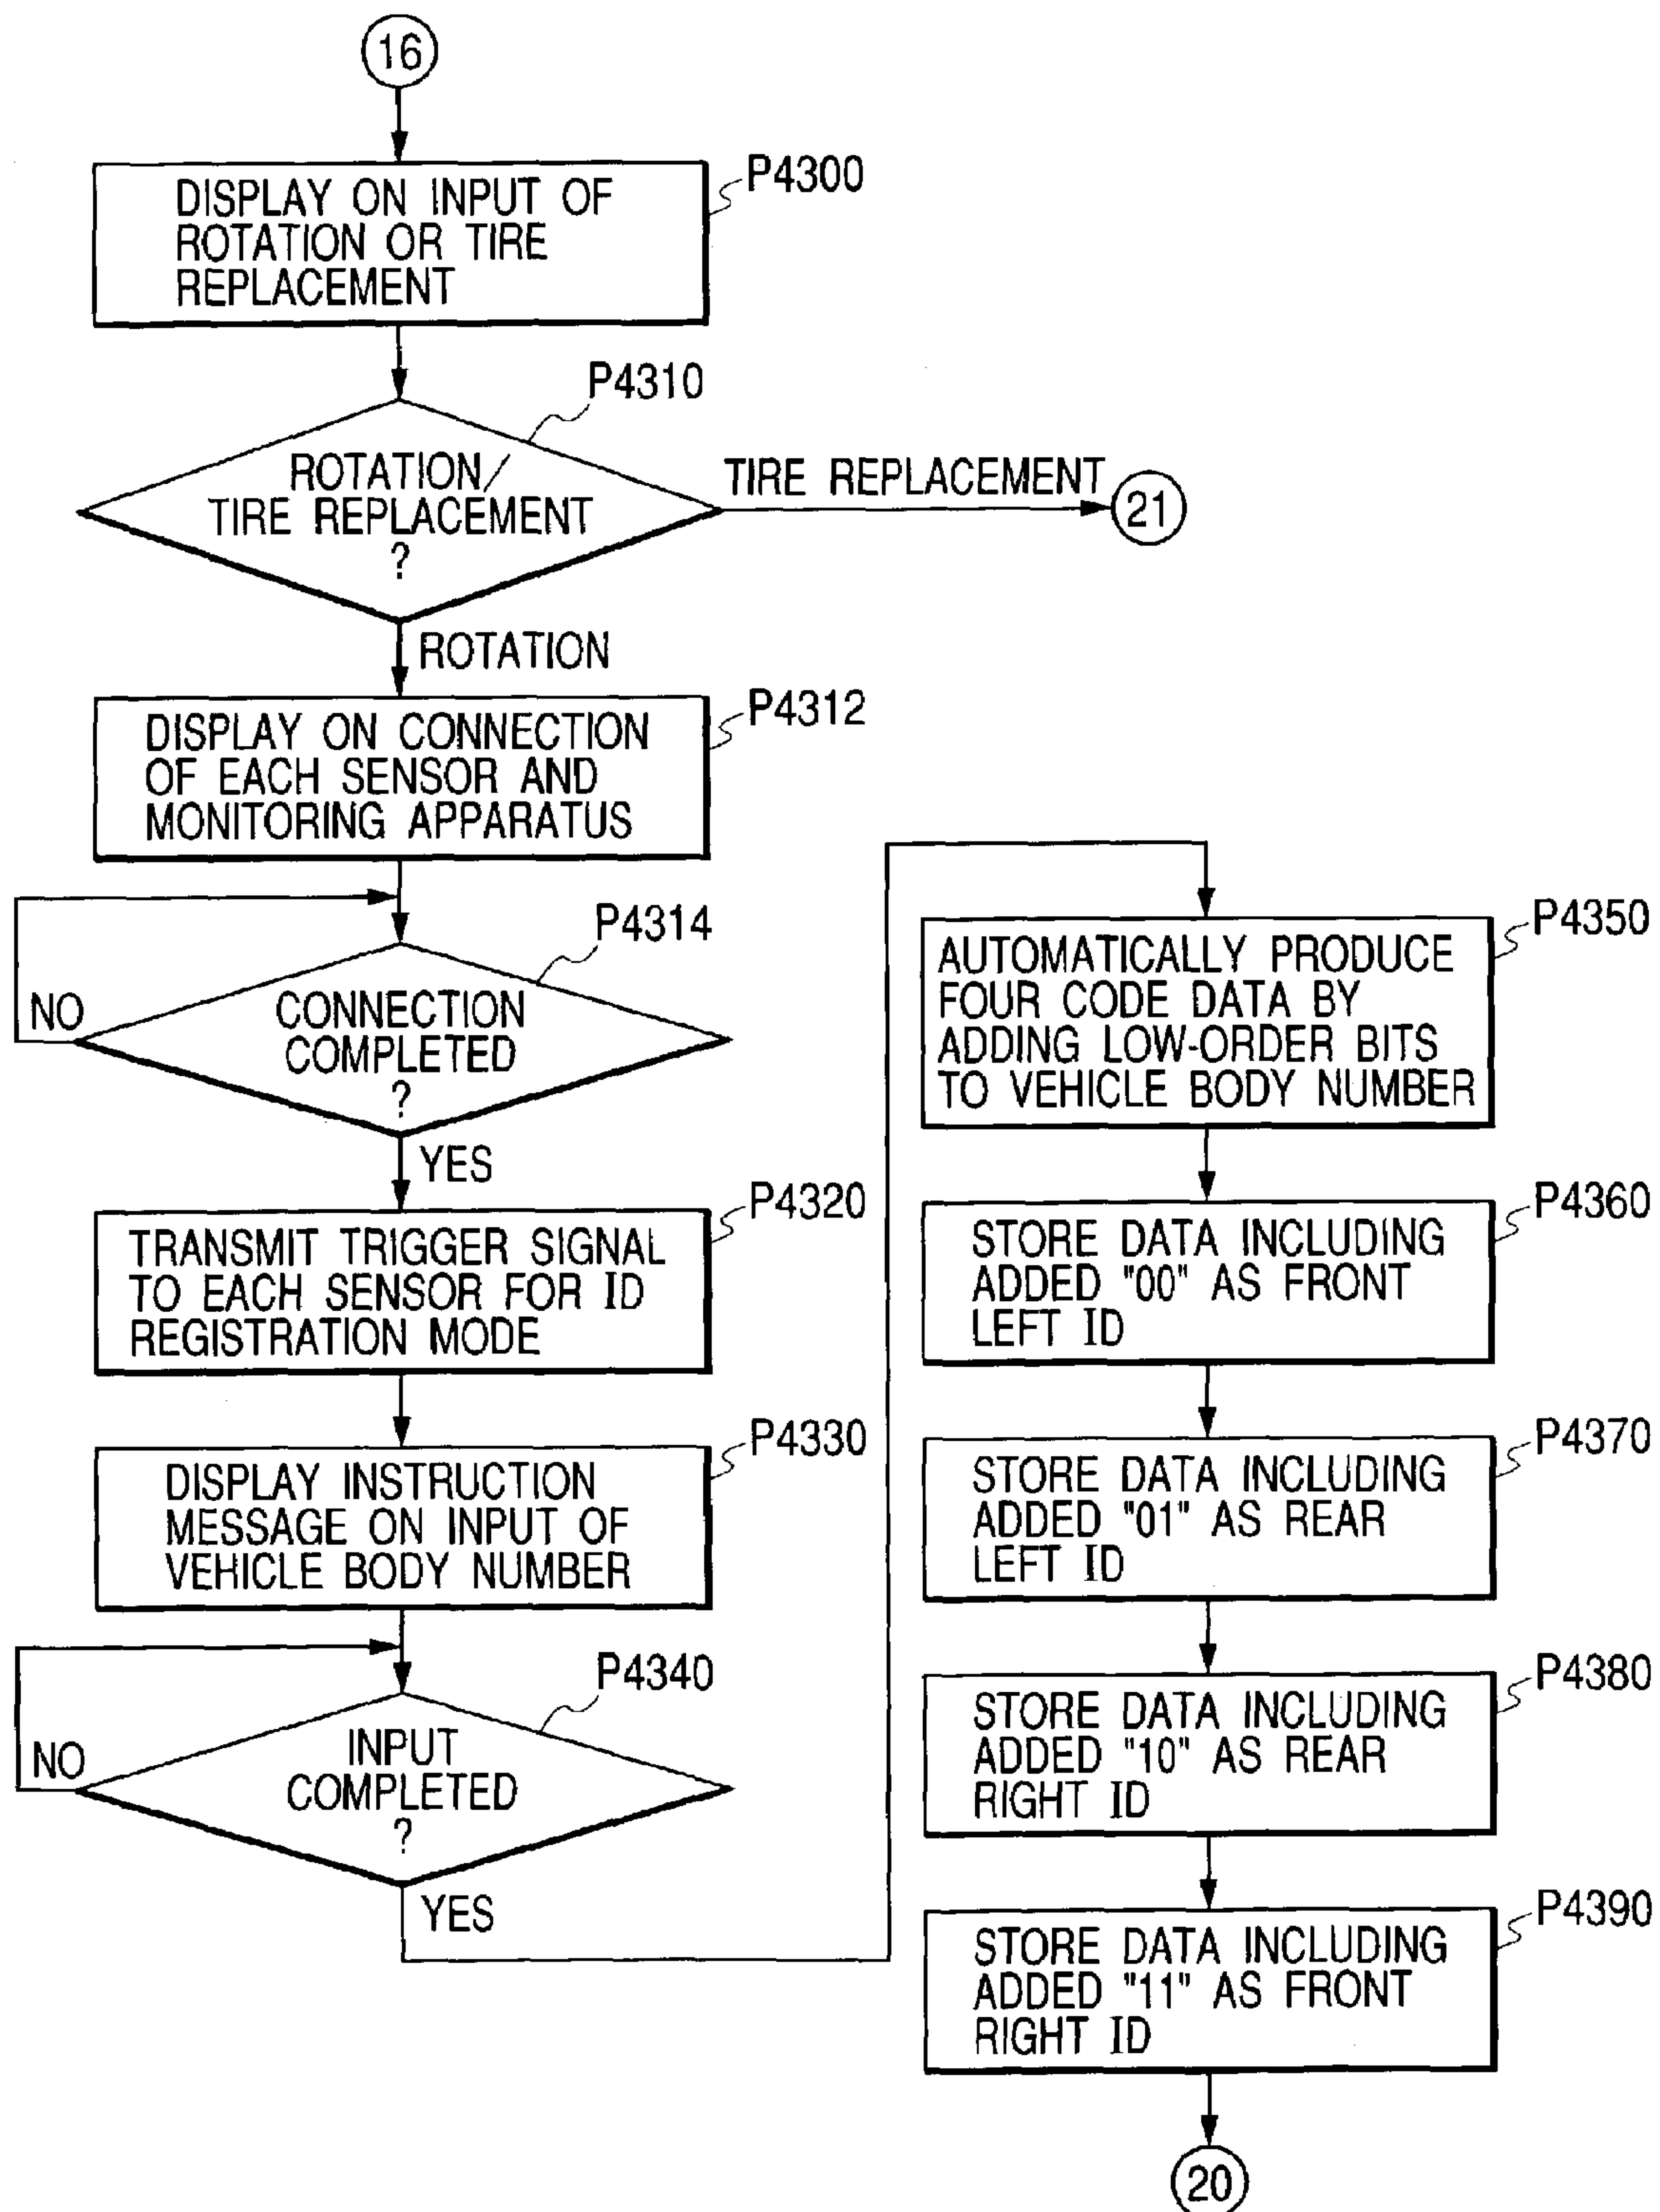 16
P4300
DISPLAY ON INPUT OF
ROTATION OR TIRE
REPLACEMENT
P4310
ROTATION/
TIRE REPLACEMENT
?
TIRE REPLACEMENT
21
ROTATION
P4312
DISPLAY ON CONNECTION
OF EACH SENSOR AND
MONITORING APPARATUS
P4314
NO
CONNECTION
COMPLETED
?
YES
P4320
TRANSMIT TRIGGER SIGNAL
TO EACH SENSOR FOR ID
REGISTRATION MODE
P4330
DISPLAY INSTRUCTION
MESSAGE ON INPUT OF
VEHICLE BODY NUMBER
P4340
NO
INPUT
COMPLETED
?
YES
P4350
AUTOMATICALLY PRODUCE
FOUR CODE DATA BY
ADDING LOW-ORDER BITS
TO VEHICLE BODY NUMBER
P4360
STORE DATA INCLUDING
ADDED "00" AS FRONT
LEFT ID
P4370
STORE DATA INCLUDING
ADDED "01" AS REAR
LEFT ID
P4380
STORE DATA INCLUDING
ADDED "10" AS REAR
RIGHT ID
P4390
STORE DATA INCLUDING
ADDED "11" AS FRONT
RIGHT ID
20